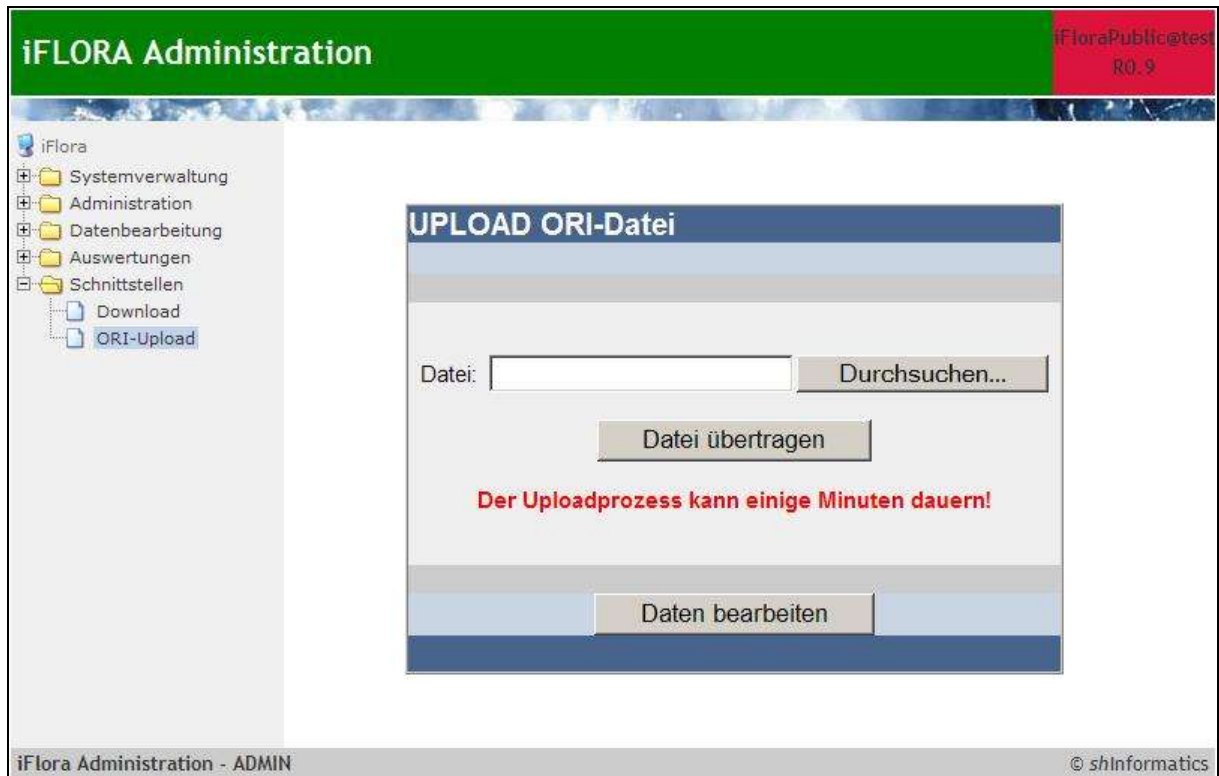 iFLORA Administration
iFloraPublic@test
R0.9
iFlora
Systemverwaltung
Administration
Datenbearbeitung
Auswertungen
Schnittstellen
Download
ORI-Upload
UPLOAD ORI-Datei
Datei:
Durchsuchen...
Datei übertragen
Der Uploadprozess kann einige Minuten dauern!
Daten bearbeiten
iFlora Administration - ADMIN
© shInformatics